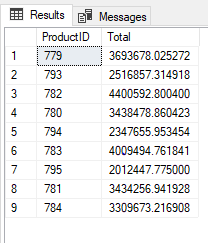 Results Messages
ProductID Total
1 779 3693678.025272
2 793 2516857.314918
3 782 4400592.800400
4 780 3438478.860423
5 794 2347655.953454
6 783 4009494.761841
7 795 2012447.775000
8 781 3434256.941928
9 784 3309673.216908